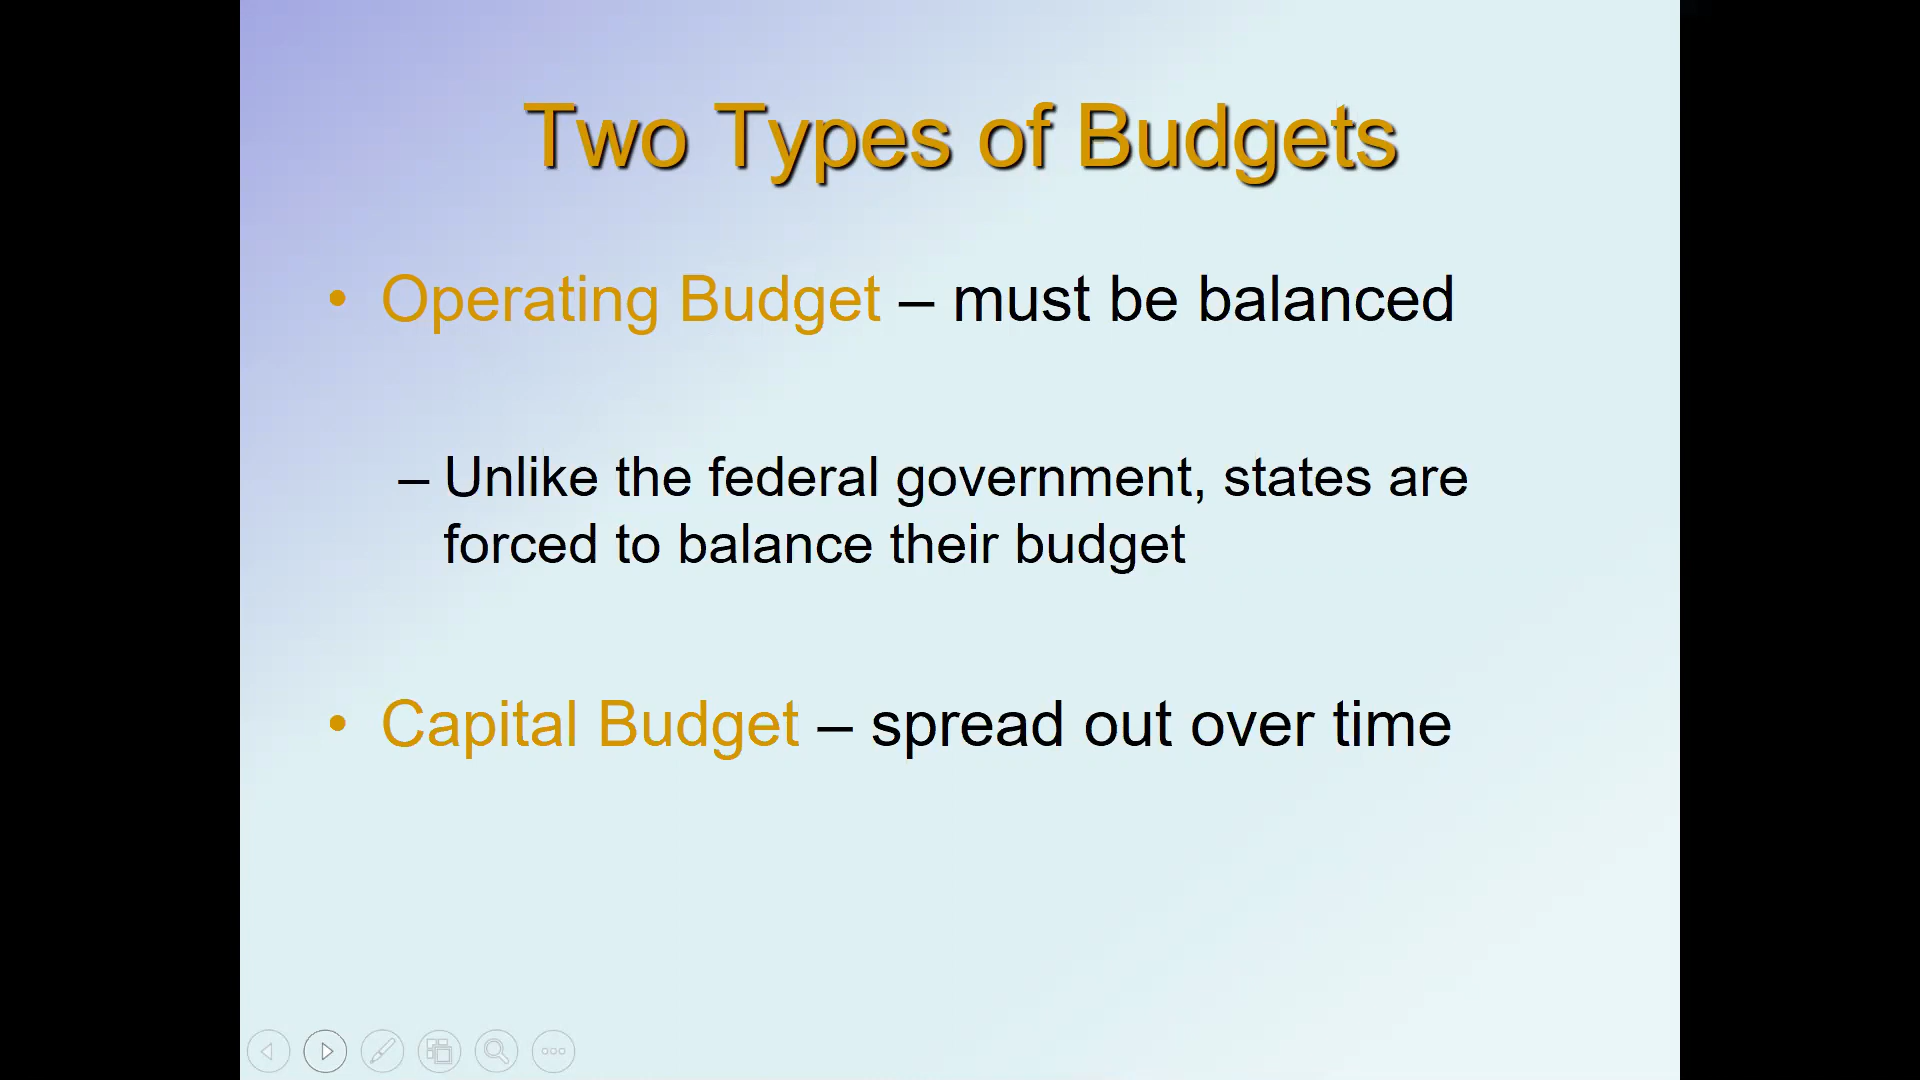 Two Types of Budgets
• Operating Budget – must be balanced
– Unlike the federal government, states are
forced to balance their budget
• Capital Budget – spread out over time